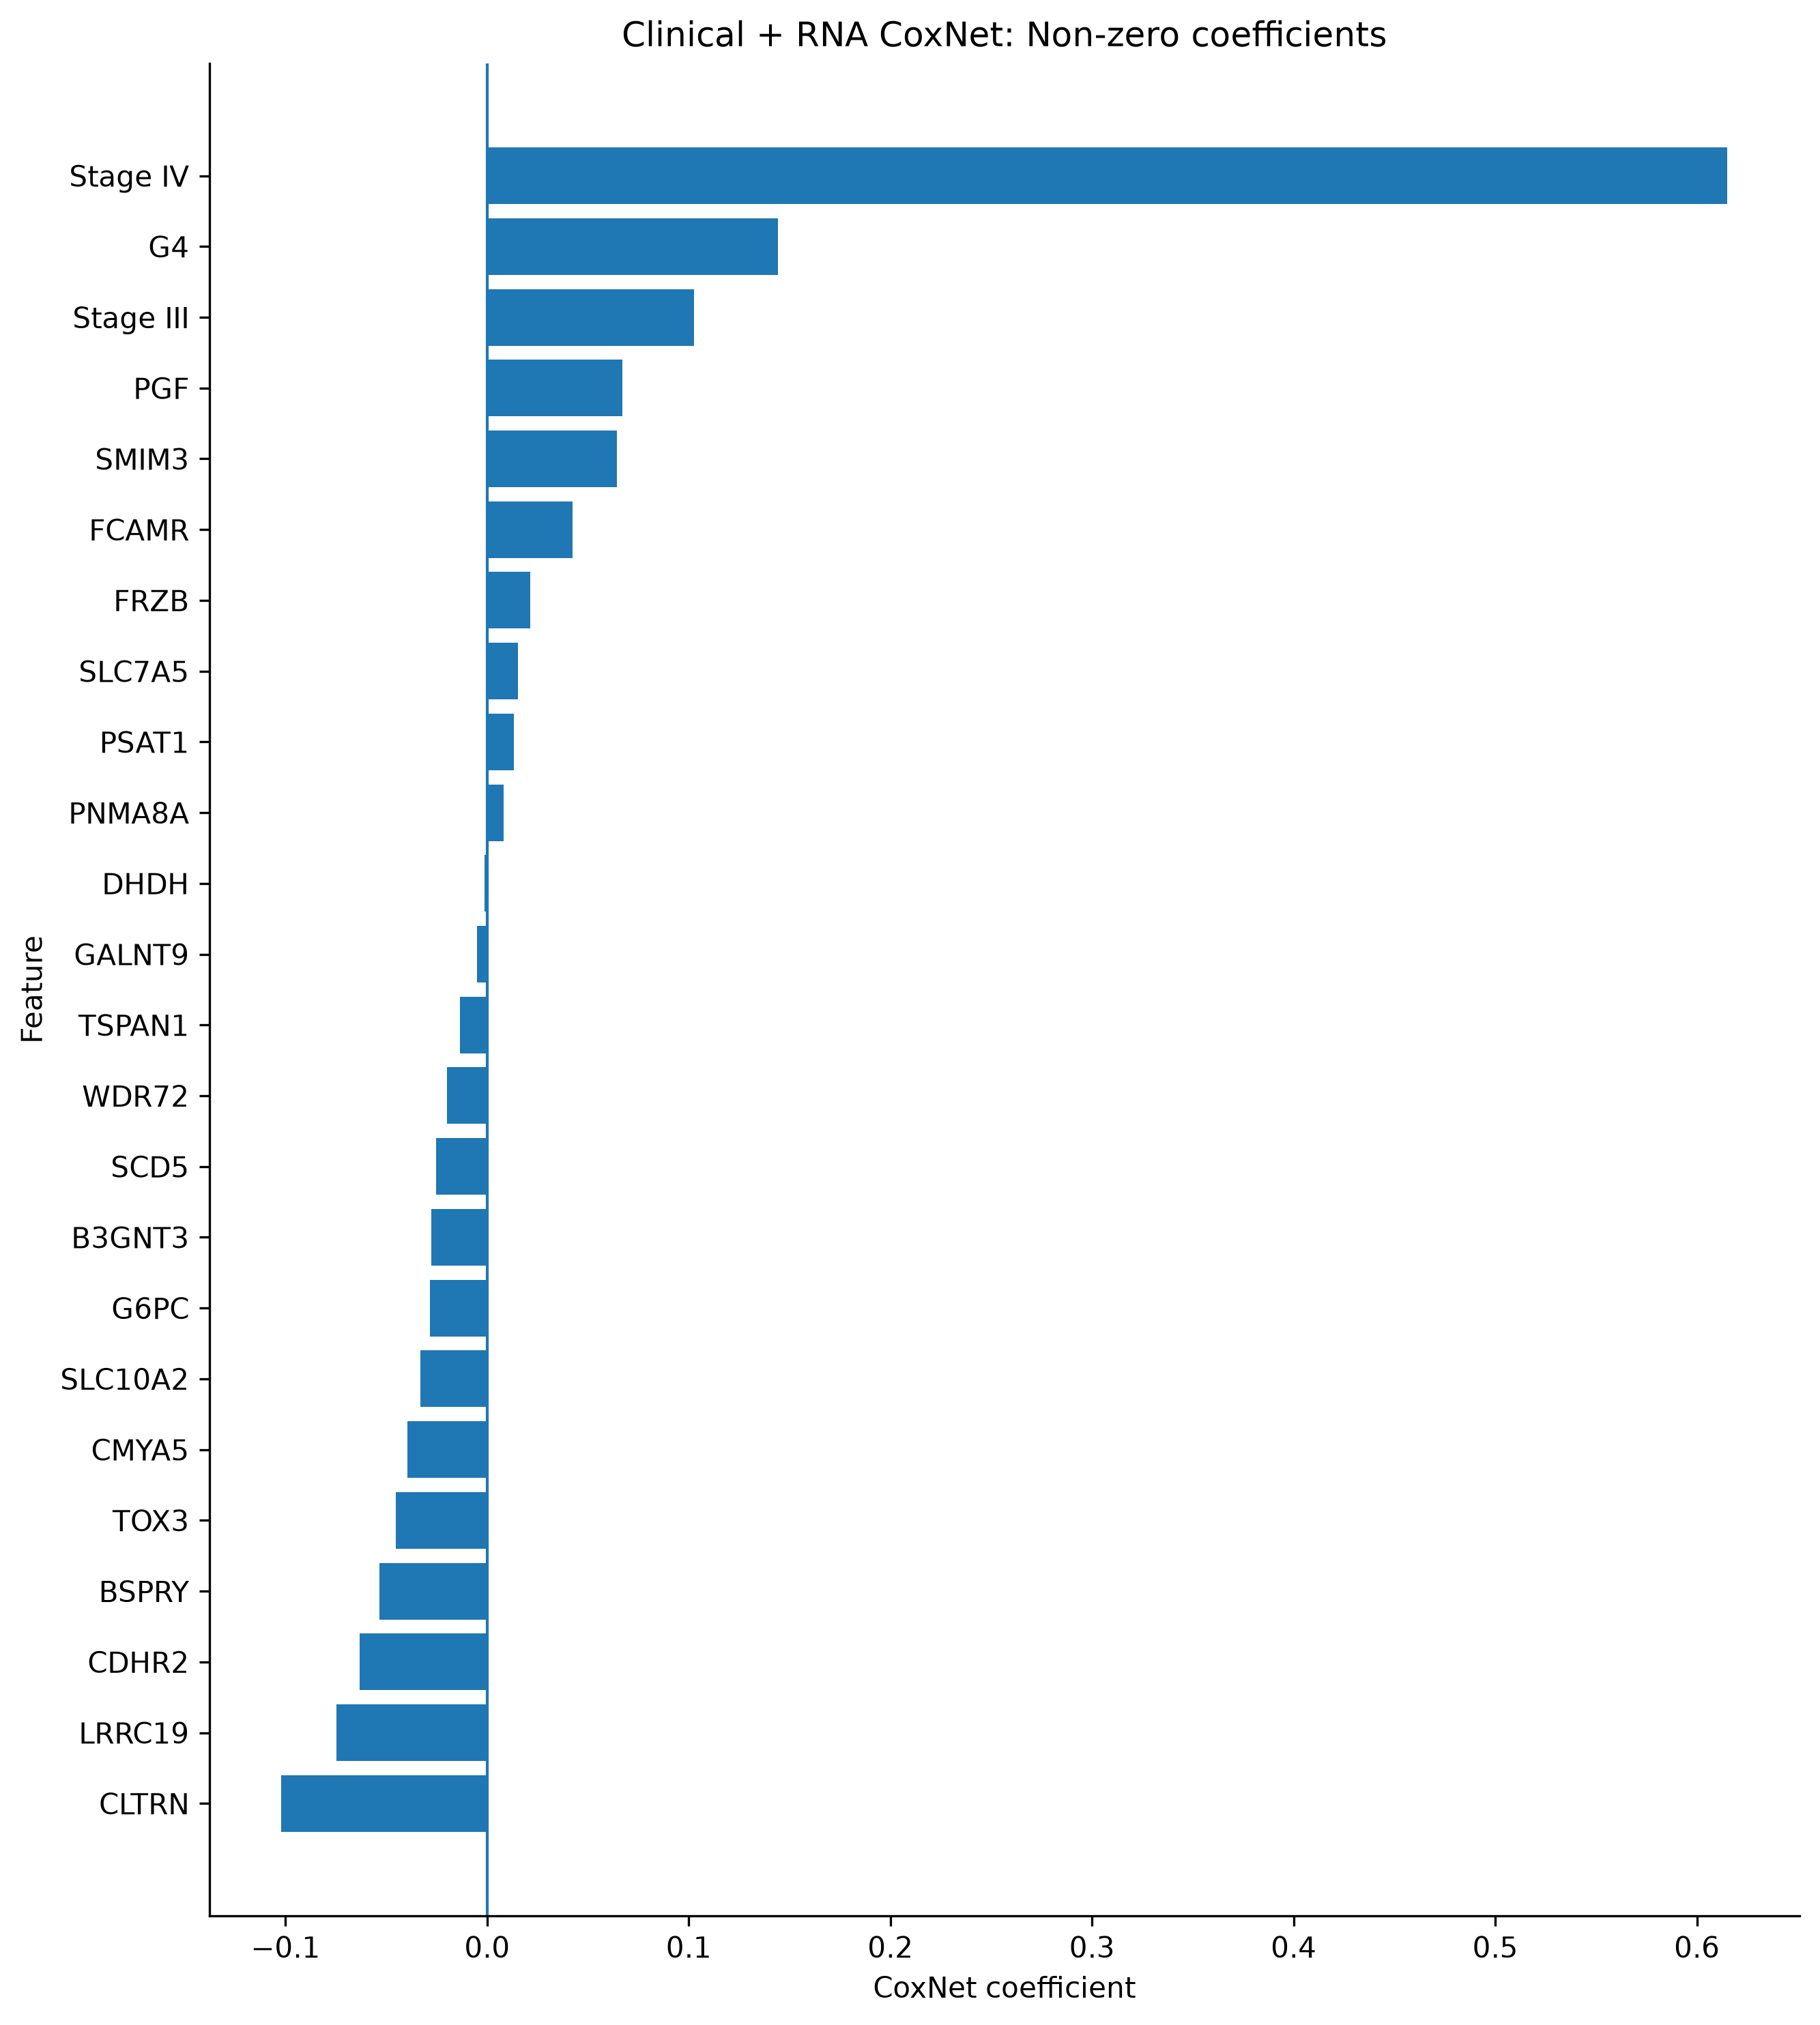 Clinical + RNA CoxNet: Non-zero coefficients
Stage IV
G4
Stage III
PGF
SMIM3
FCAMR
FRZB
SLC7A5
PSAT1
PNMA8A
DHDH
GALNT9
TSPAN1
WDR72
SCD5
B3GNT3
G6PC
SLC10A2
CMYA5
TOX3
BSPRY
CDHR2
LRRC19
CLTRN
Feature
−0.1 0.0 0.1 0.2 0.3 0.4 0.5 0.6
CoxNet coefficient